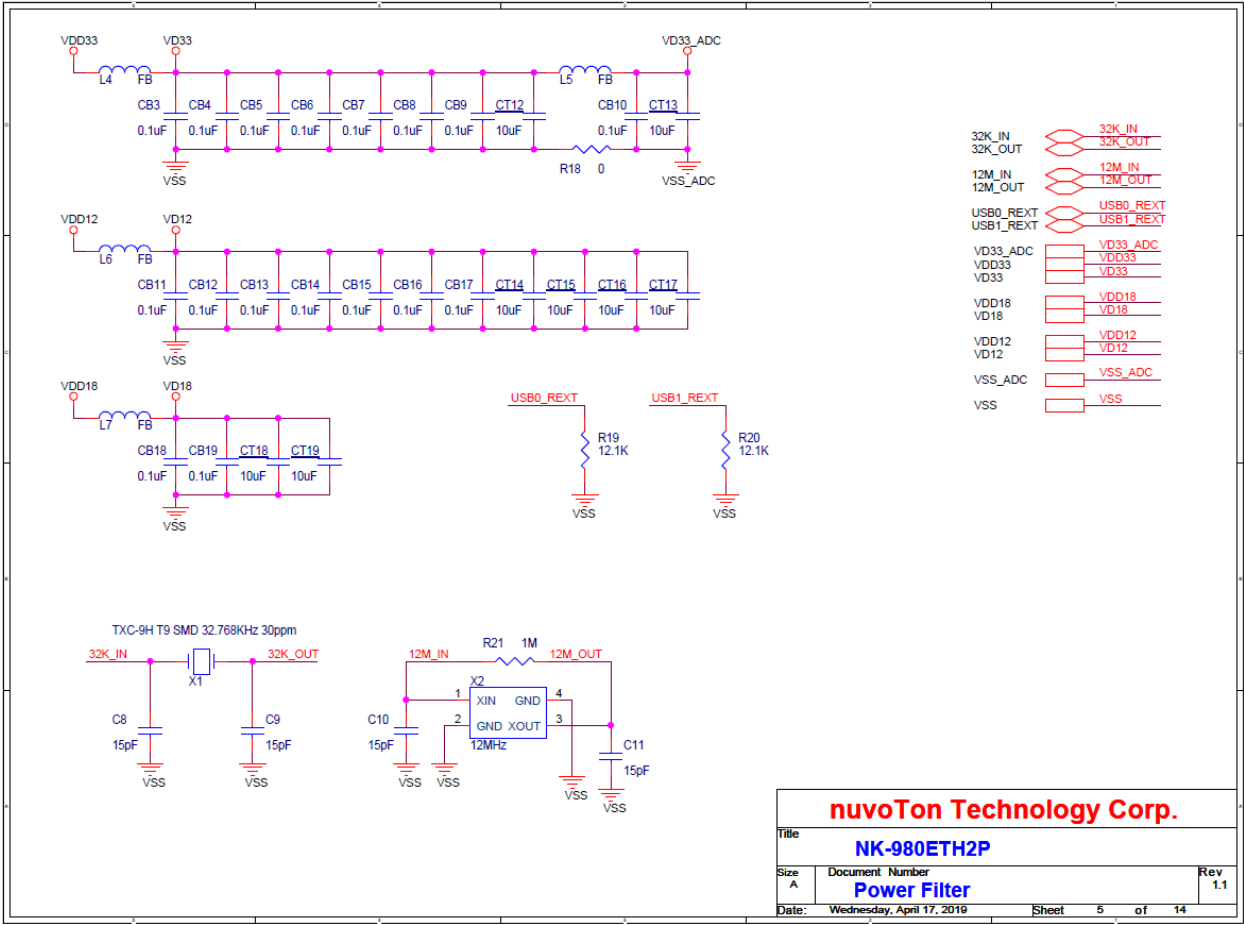 VDD33 VD33 VD33_ADC
L4 FB L5 FB
CB3 CB4 CB5 CB6 CB7 CB8 CB9 CT12 CB10 CT13
0.1uF 0.1uF 0.1uF 0.1uF 0.1uF 0.1uF 0.1uF 10uF 0.1uF 10uF
R18 0
VSS VSS_ADC
VDD12 VD12
L6 FB
CB11 CB12 CB13 CB14 CB15 CB16 CB17 CT14 CT15 CT16 CT17
0.1uF 0.1uF 0.1uF 0.1uF 0.1uF 0.1uF 0.1uF 10uF 10uF 10uF 10uF
VSS
VDD18 VD18
L7 FB
CB18 CB19 CT18 CT19
0.1uF 0.1uF 10uF 10uF
VSS
USB0_REXT USB1_REXT
R19 R20
12.1K 12.1K
VSS VSS
32K_IN 32K_IN
32K_OUT 32K_OUT
12M_IN 12M_IN
12M_OUT 12M_OUT
USB0_REXT USB0_REXT
USB1_REXT USB1_REXT
VD33_ADC VD33_ADC
VDD33 VDD33
VD33 VD33
VDD18 VDD18
VD18 VD18
VDD12 VDD12
VD12 VD12
VSS_ADC VSS_ADC
VSS VSS
TXC-9H T9 SMD 32.768KHz 30ppm
32K_IN 32K_OUT
X1
C8 C9
15pF 15pF
VSS VSS
R21 1M
12M_IN 12M_OUT
X2
1 XIN GND 4
2 GND XOUT 3
12MHz
C10 C11
15pF 15pF
VSS VSS VSS VSS
nuvoTon Technology Corp.
Title
NK-980ETH2P
Size Document Number Rev
A Power Filter 1.1
Date: Wednesday, April 17, 2019 Sheet 5 of 14